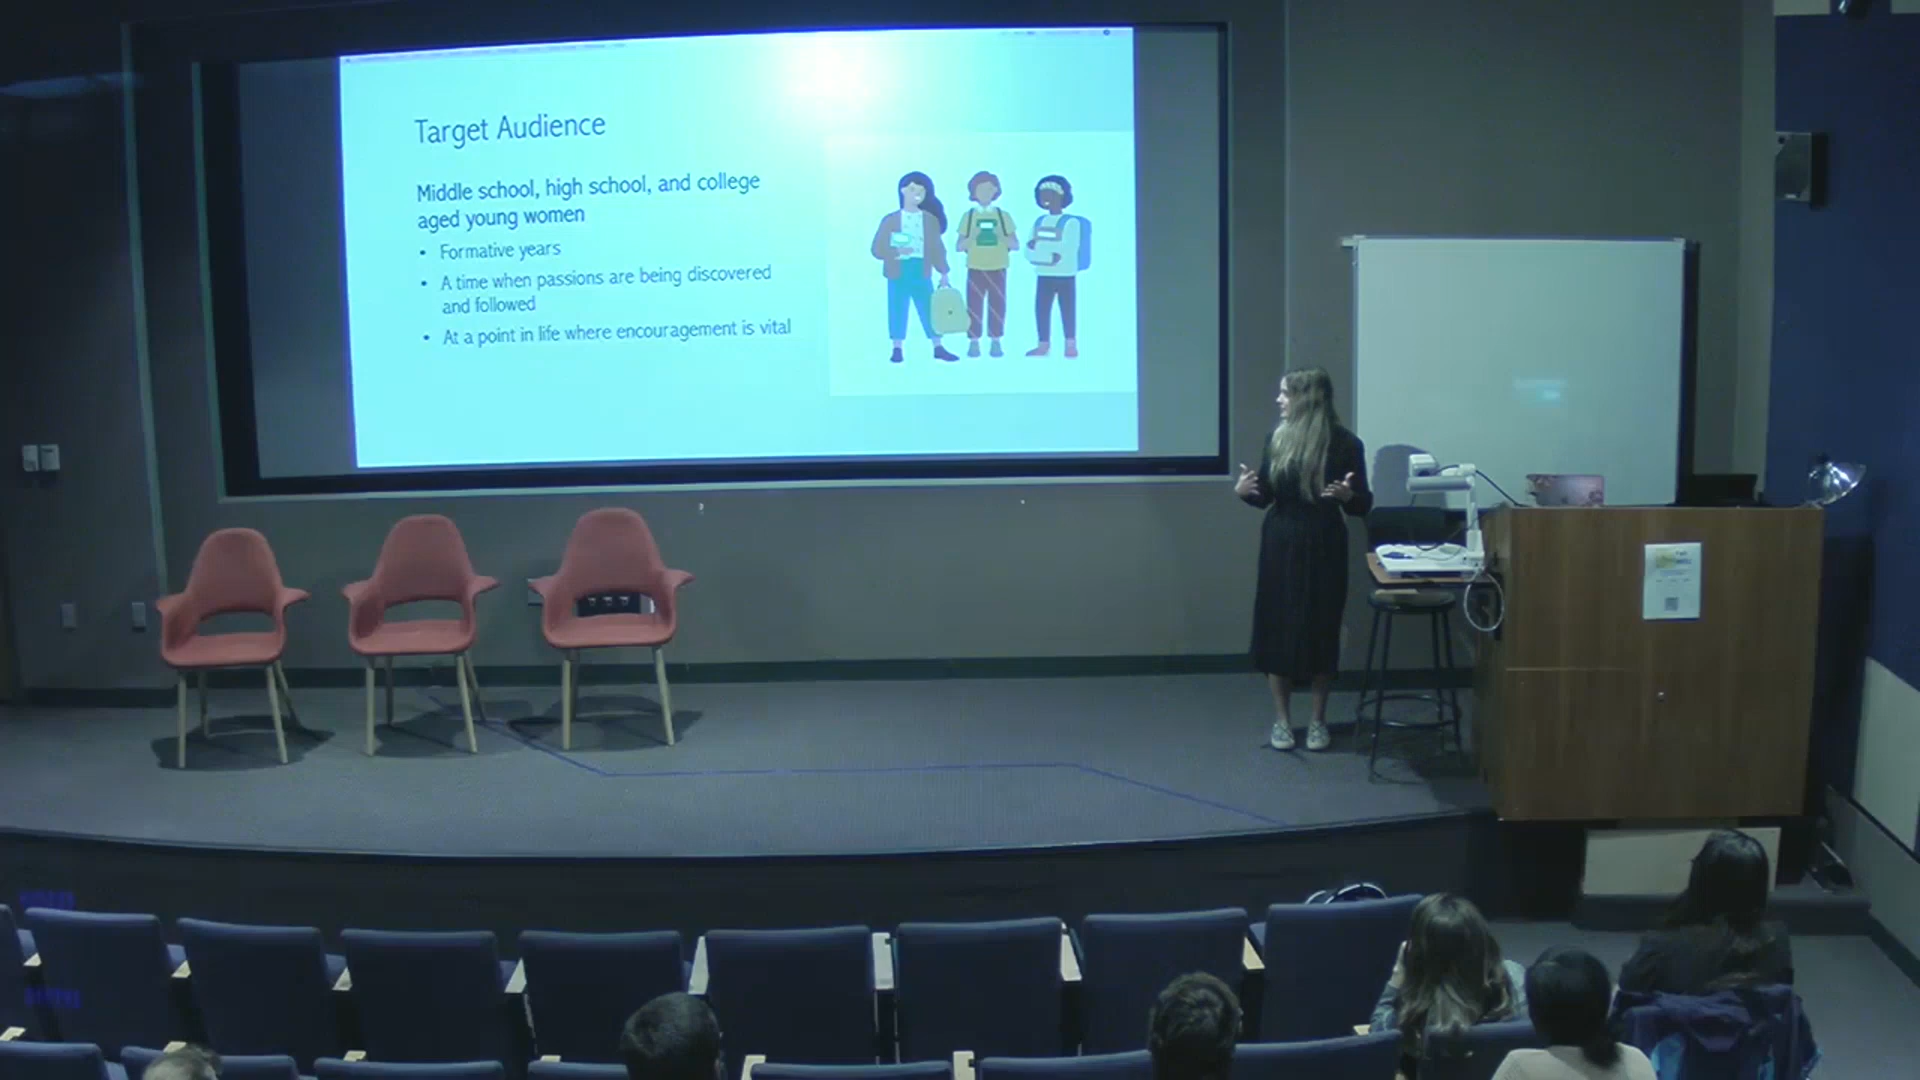 Target Audience
Middle school, high school, and college
aged young women
• Formative years
• A time when passions are being discovered
and followed
• At a point in life where encouragement is vital